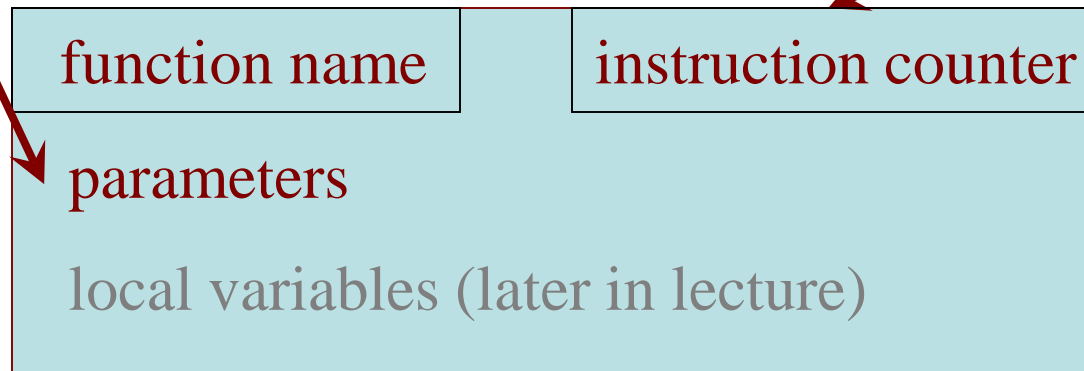 function name instruction counter
parameters
local variables (later in lecture)